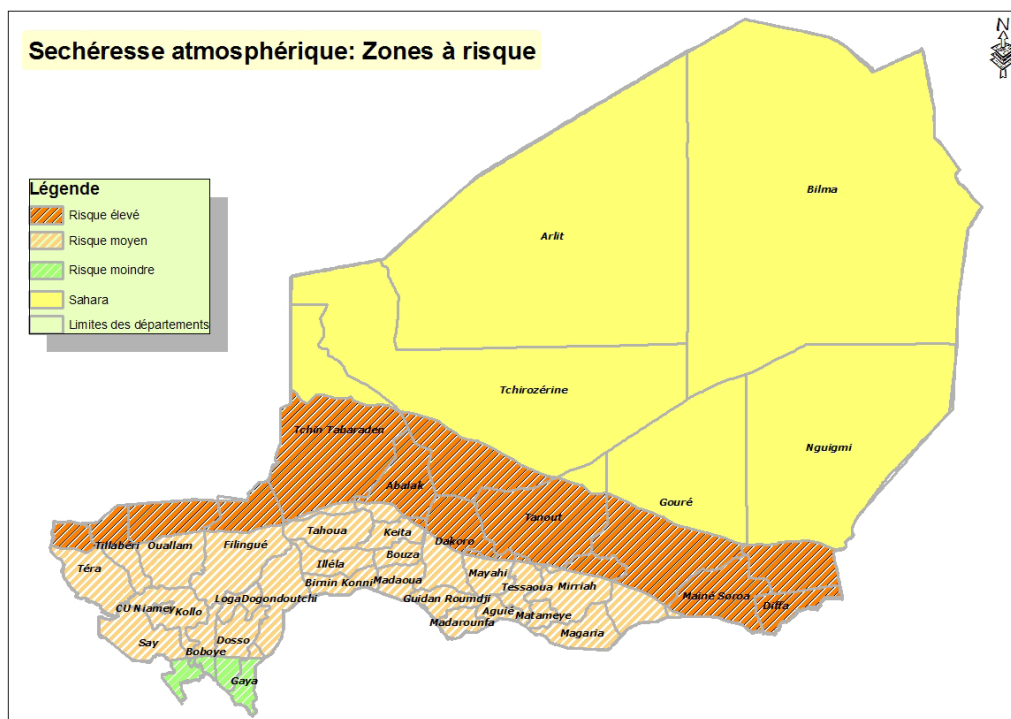 Sechéresse atmosphérique: Zones à risque
N
Légende
Risque élevé
Risque moyen
Risque moindre
Sahara
Limites des départements
Bilma
Arlit
Tchirozérine
Tchin Tabaraden
Nguigmi
Abalak
Gouré
Tanout
Tahoua
Keita
Dakoro
Tillabéri
Ouallam
Filingué
Bouza
Illéla
Téra
Birnin Konni
Madaoua
Mayahi
Tessaoua
Mirriah
Mainé Soroa
Diffa
CU Niamey
Kollo
Loga
Dogondoutchi
Guidan Roumdji
Aguié
Matameye
Madarounfa
Magaria
Say
Dosso
Boboye
Gaya